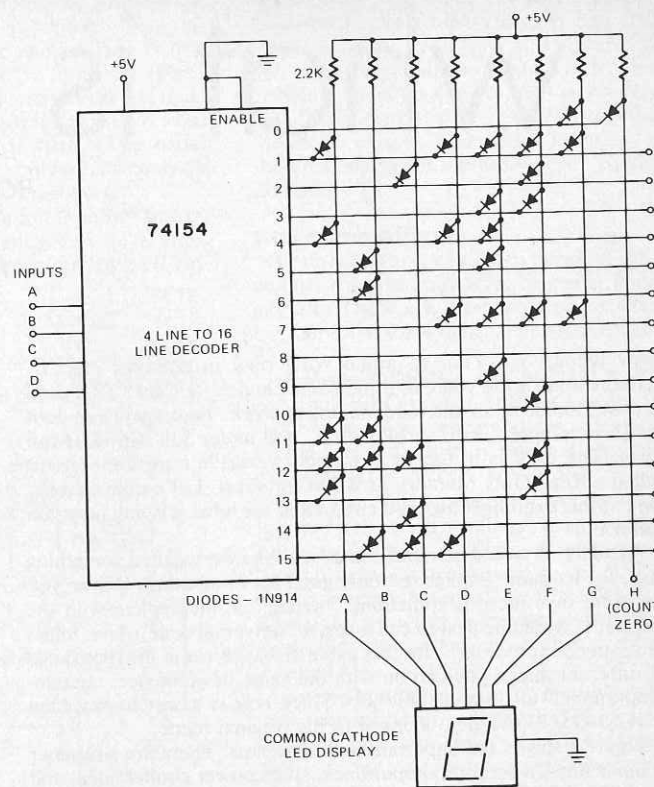 +5V
+5V
2.2K
ENABLE
0
1
2
3
4
5
6
7
8
9
10
11
12
13
14
15
74154
4 LINE TO 16
LINE DECODER
INPUTS
A
B
C
D
DIODES – 1N914
A
B
C
D
E
F
G
H
(COUNT
ZERO
COMMON CATHODE
LED DISPLAY